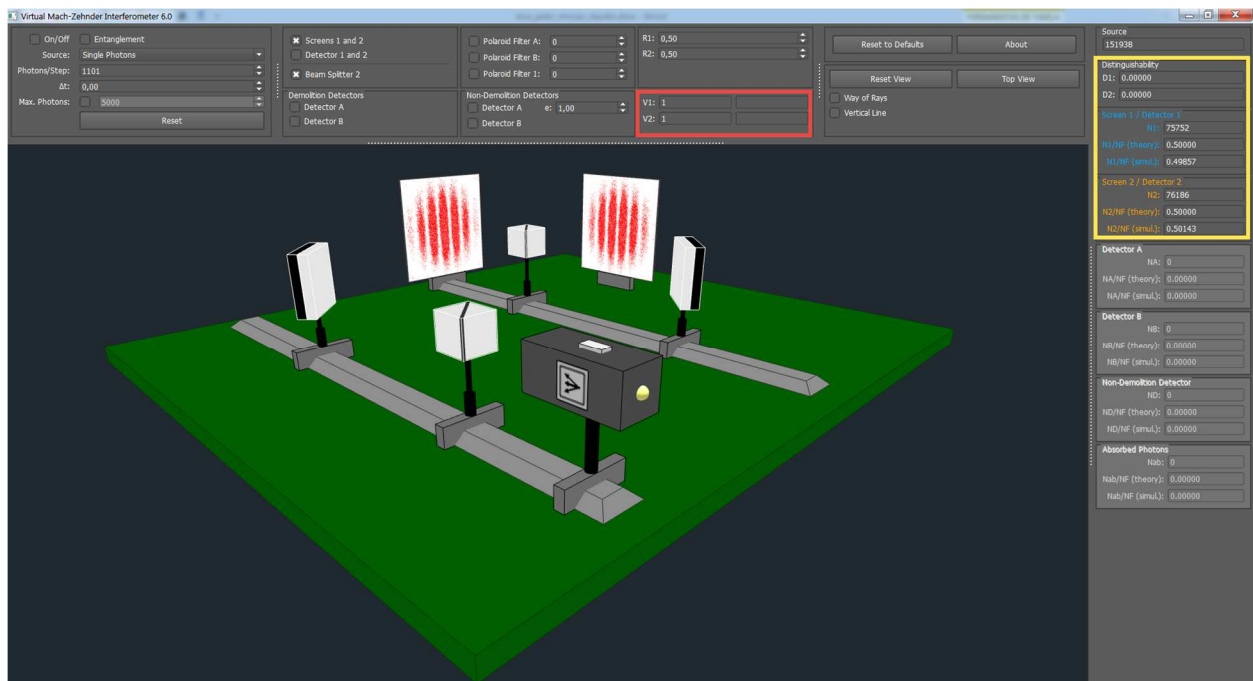 Virtual Mach-Zehnder Interferometer 6.0
On/Off Entanglement
Source: Single Photons
Photons/Step: 1101
Δt: 0,00
Max. Photons: 5000
Reset
Screens 1 and 2
Detector 1 and 2
Beam Splitter 2
Demolition Detectors
Detector A
Detector B
Polaroid Filter A: 0
Polaroid Filter B: 0
Polaroid Filter 1: 0
Non-Demolition Detectors
Detector A e: 1,00
Detector B
R1: 0,50
R2: 0,50
V1: 1
V2: 1
Reset to Defaults About
Reset View Top View
Way of Rays
Vertical Line
Source
151938
Distinguishability
D1: 0.00000
D2: 0.00000
Screen 1 / Detector 1
N1: 75752
N1/NF (theory): 0.50000
N1/NF (simul.): 0.49857
Screen 2 / Detector 2
N2: 76186
N2/NF (theory): 0.50000
N2/NF (simul.): 0.50143
Detector A
NA: 0
NA/NF (theory): 0.00000
NA/NF (simul.): 0.00000
Detector B
NB: 0
NB/NF (theory): 0.00000
NB/NF (simul.): 0.00000
Non-Demolition Detector
ND: 0
ND/NF (theory): 0.00000
ND/NF (simul.): 0.00000
Absorbed Photons
Nab: 0
Nab/NF (theory): 0.00000
Nab/NF (simul.): 0.00000